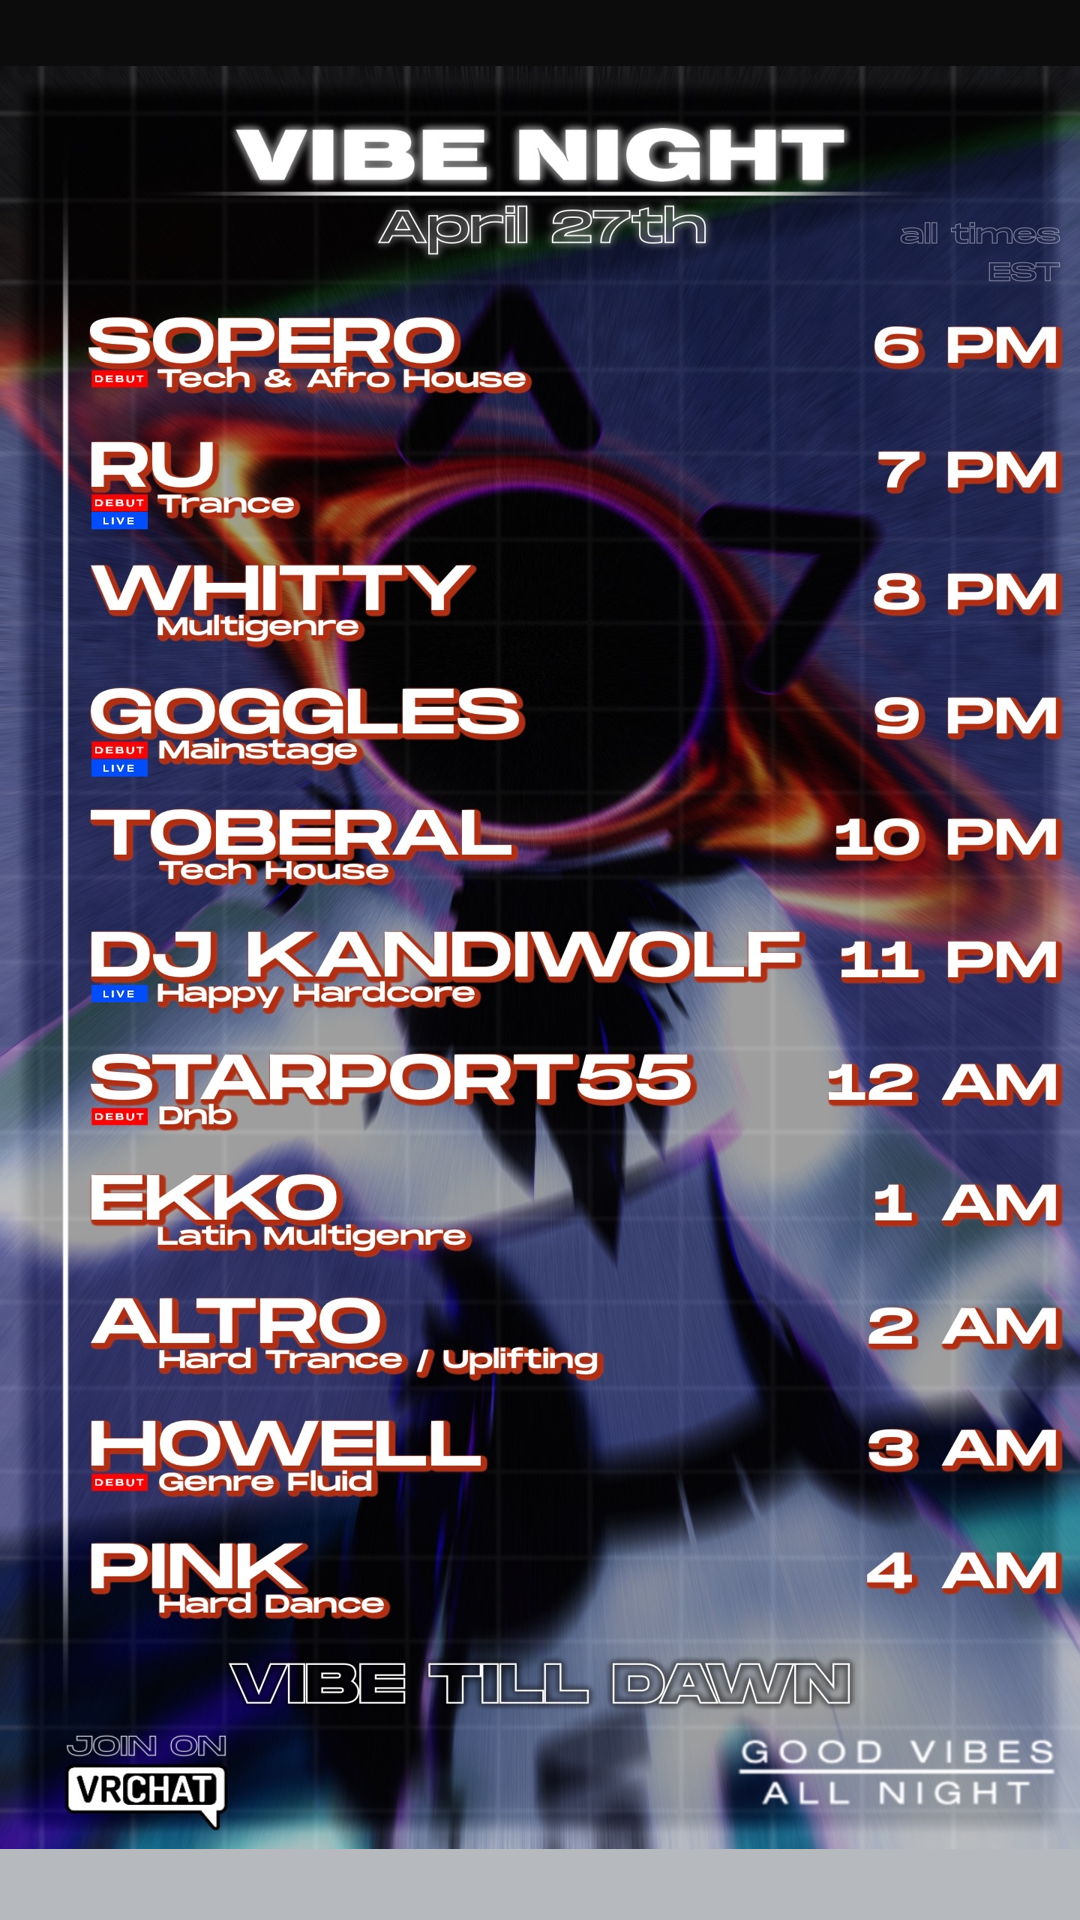 VIBE NIGHT
April 27th
all times
EST
SOPERO 6 PM
DEBUT Tech & Afro House
RU 7 PM
DEBUT Trance
LIVE
WHITTY 8 PM
Multigenre
GOGGLES 9 PM
DEBUT Mainstage
LIVE
TOBERAL 10 PM
Tech House
DJ KANDIWOLF 11 PM
LIVE Happy Hardcore
STARPORT55 12 AM
DEBUT Dnb
EKKO 1 AM
Latin Multigenre
ALTRO 2 AM
Hard Trance / Uplifting
HOWELL 3 AM
DEBUT Genre Fluid
PINK 4 AM
Hard Dance
VIBE TILL DAWN
JOIN ON
VRCHAT
GOOD VIBES
ALL NIGHT